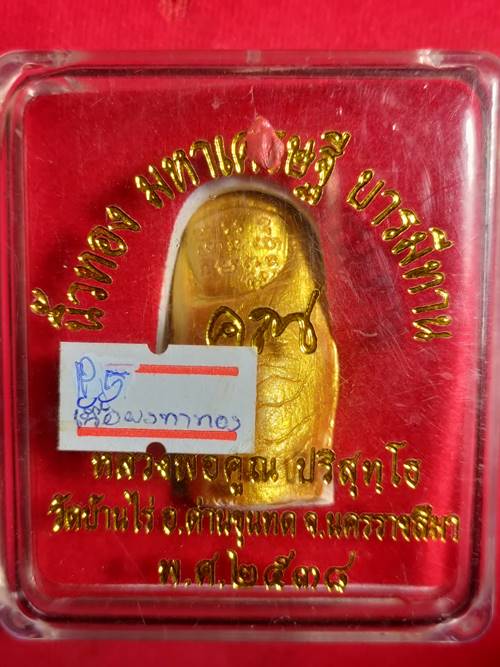 นิ้วทอง มหาเศรษฐี บารมีทาน
คูณ
P5
เนื้อผงทาทอง
หลวงพ่อคูณ ปริสุทฺโธ
วัดบ้านไร่ อ.ด่านขุนทด จ.นครราชสีมา
พ.ศ.๒๕๓๘